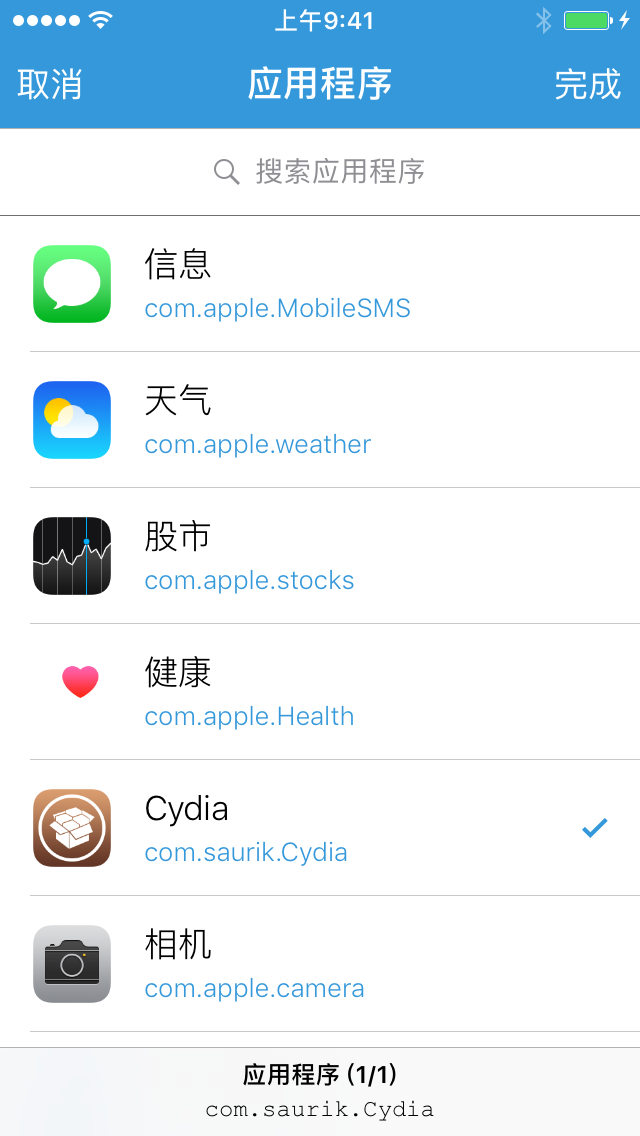 上午9:41
取消
应用程序
完成
搜索应用程序
信息
com.apple.MobileSMS
天气
com.apple.weather
股市
com.apple.stocks
健康
com.apple.Health
Cydia
com.saurik.Cydia
相机
com.apple.camera
应用程序 (1/1)
com.saurik.Cydia